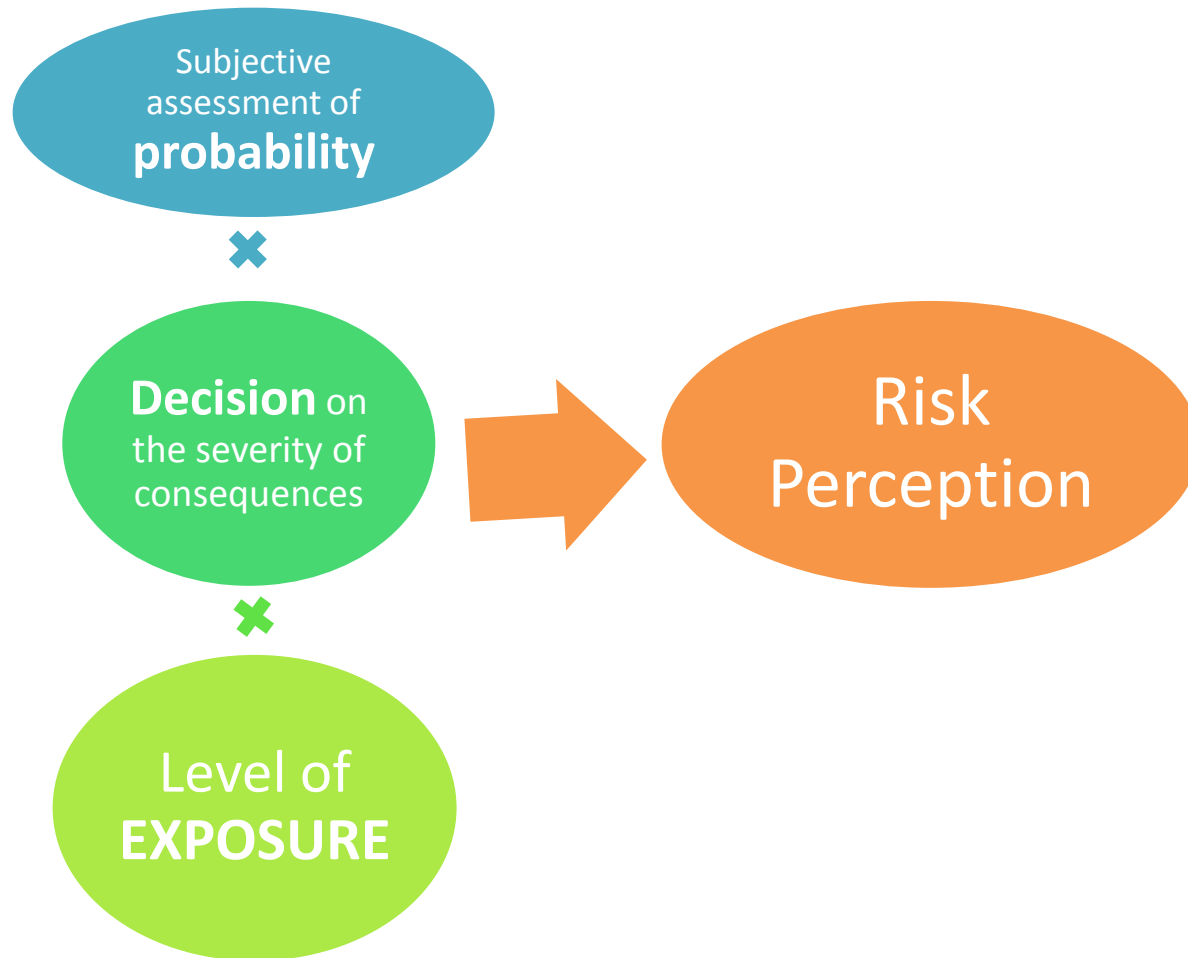 Subjective
assessment of
probability
Decision on
the severity of
consequences
Level of
EXPOSURE
Risk
Perception